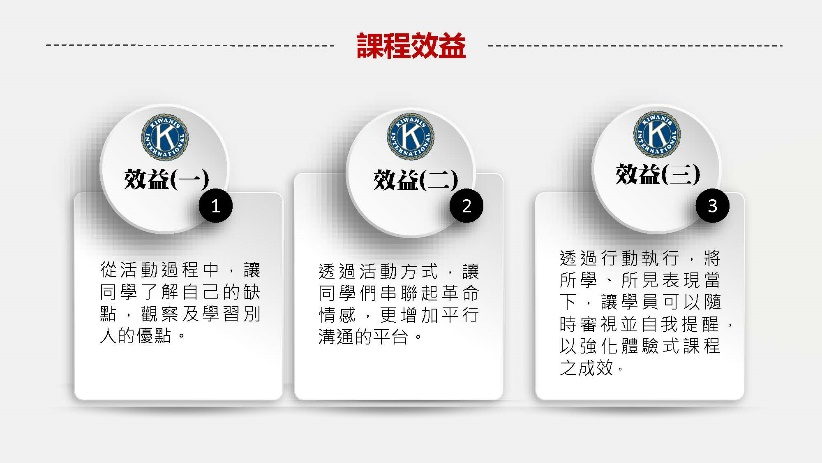 課程效益
KIWANIS INTERNATIONAL
K
效益(一)
1
從活動過程中，讓
同學了解自己的缺
點，觀察及學習別
人的優點。
KIWANIS INTERNATIONAL
K
效益(二)
2
透過活動方式，讓
同學們串聯起革命
情感，更增加平行
溝通的平台。
KIWANIS INTERNATIONAL
K
效益(三)
3
透過行動執行，將
所學、所見表現當
下，讓學員可以隨
時審視並自我提醒，
以強化體驗式課程
之成效。